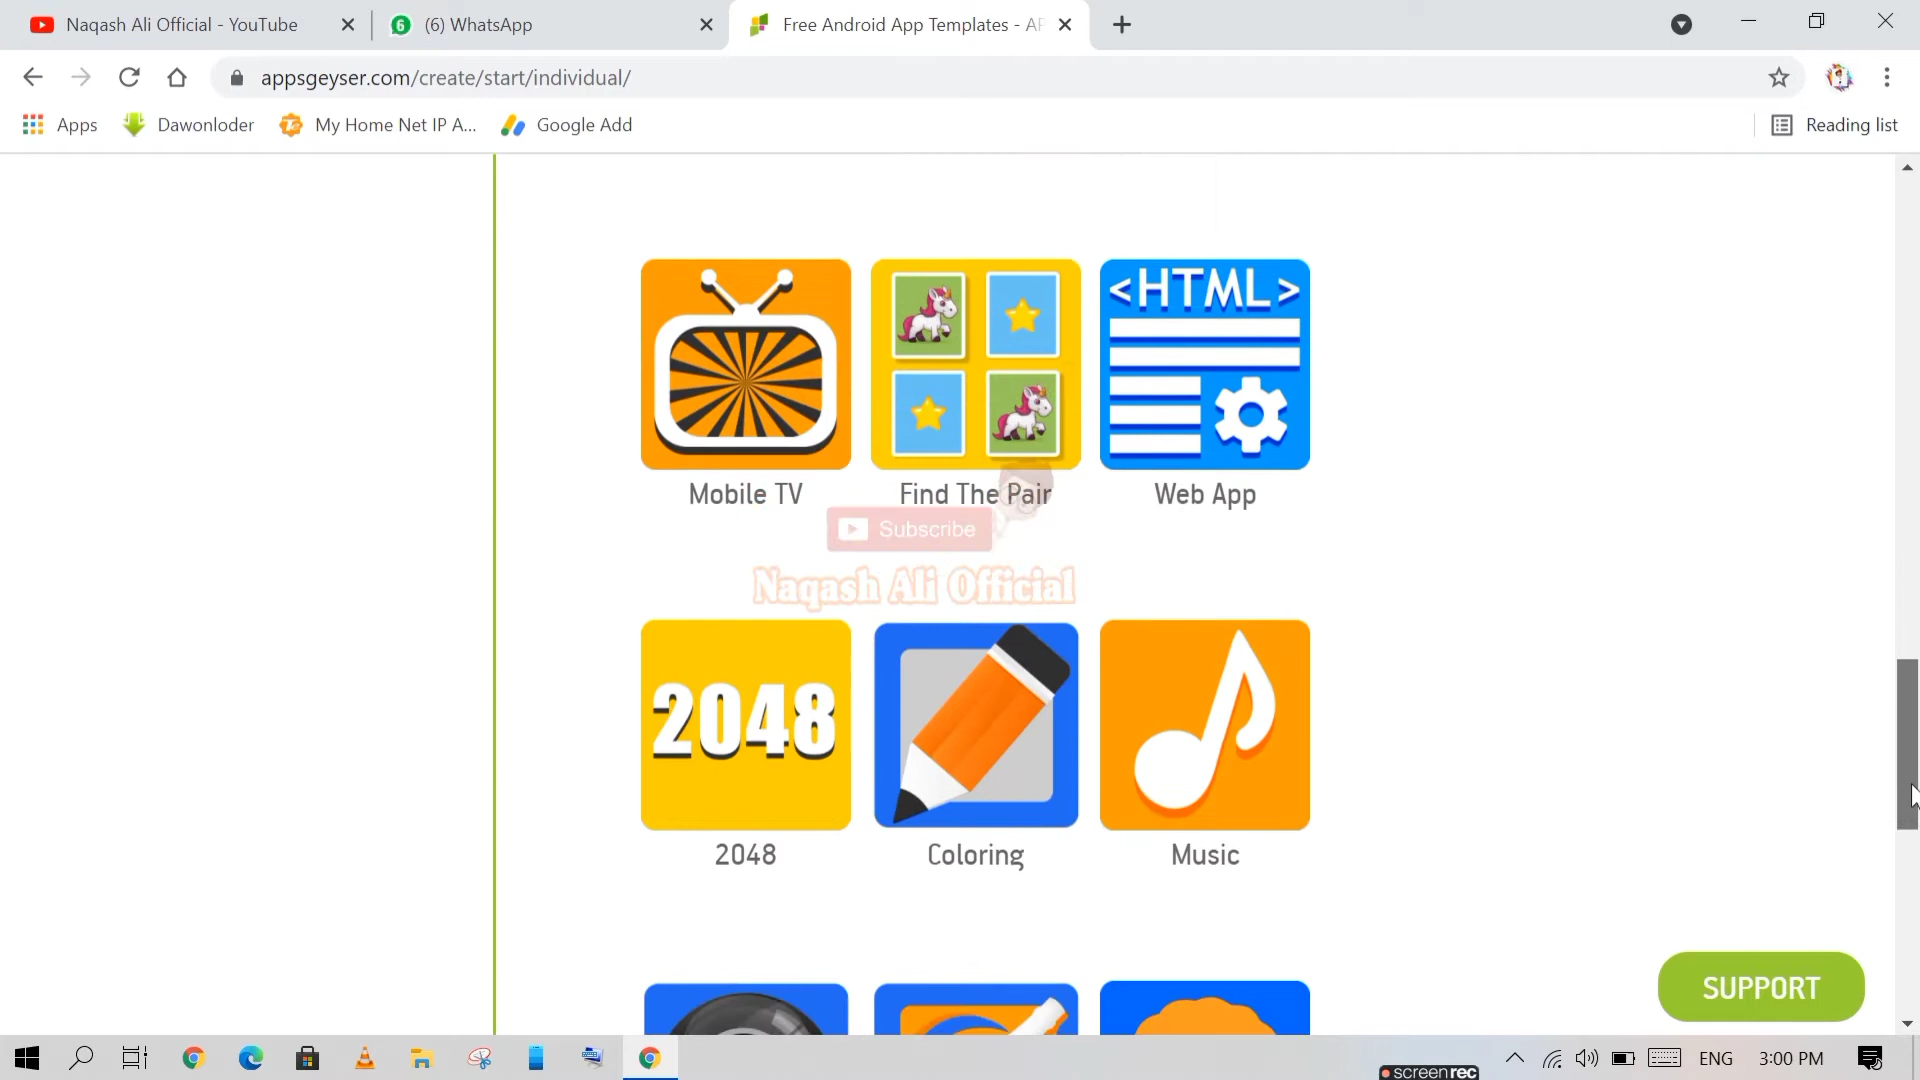 Naqash Ali Official - YouTube
6
(6) WhatsApp
Free Android App Templates - AP
appsgeyser.com/create/start/individual/
Apps
Dawonloder
My Home Net IP A...
Google Add
Reading list
<HTML>
Mobile TV
Find The Pair
Web App
Subscribe
Naqash Ali Official
2048
2048
Coloring
Music
SUPPORT
ENG
3:00 PM
screenrec